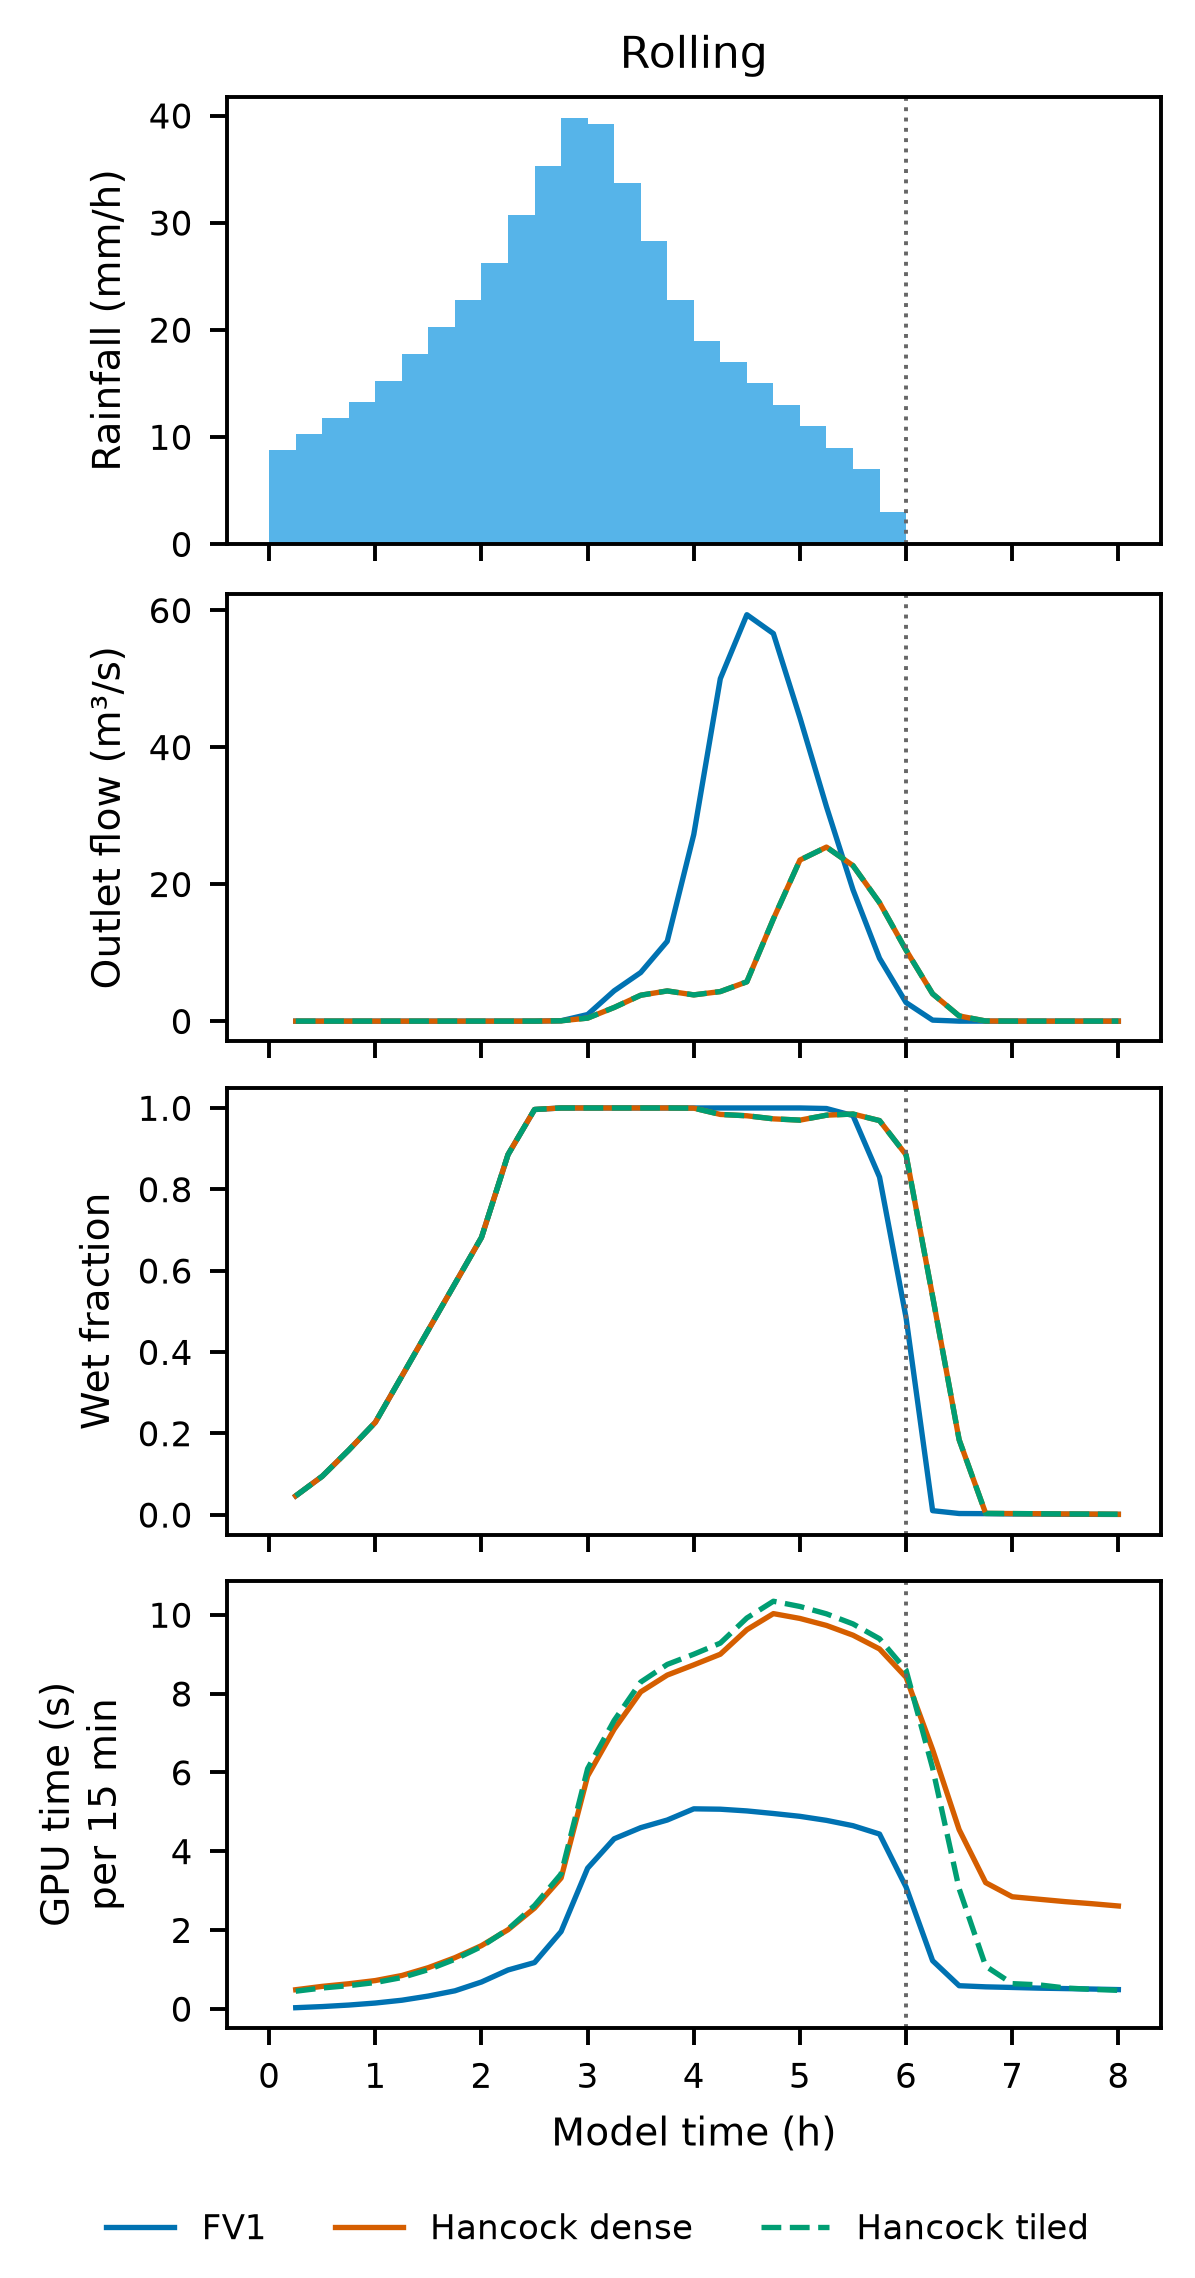 Rolling
40
30
20
10
0
Rainfall (mm/h)
60
40
20
0
Outlet flow (m³/s)
1.0
0.8
0.6
0.4
0.2
0.0
Wet fraction
10
8
6
4
2
0
GPU time (s)
per 15 min
0 1 2 3 4 5 6 7 8
Model time (h)
FV1 Hancock dense Hancock tiled